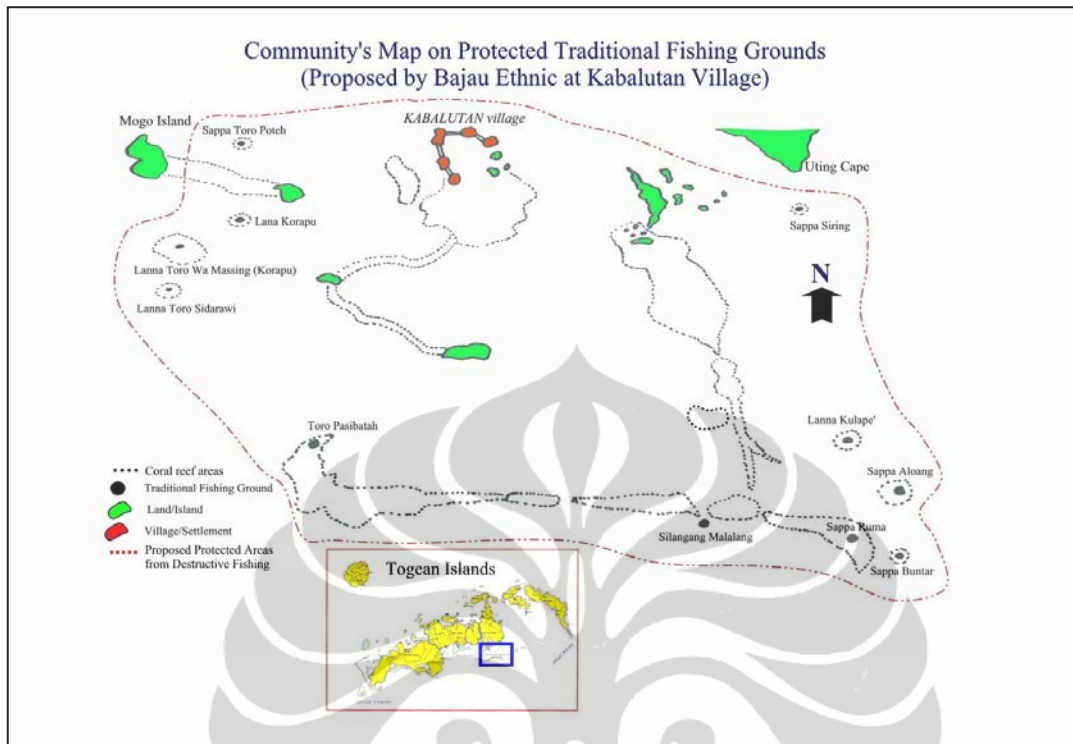 Community's Map on Protected Traditional Fishing Grounds
(Proposed by Bajau Ethnic at Kabalutan Village)
Mogo Island
Sappa Toro Poteh
KABALUTAN village
Uting Cape
Lana Korapu
Sappa Siring
Lanna Toro Wa Massing (Korapu)
N
Lanna Toro Sidarawi
Toro Pasibatah
Lanna Kulape'
Sappa Aloang
Coral reef areas
Traditional Fishing Ground
Land/Island
Village/Settlement
Proposed Protected Areas
from Destructive Fishing
Silangang Malalang
Sappa Ruma
Sappa Buntar
Togean Islands